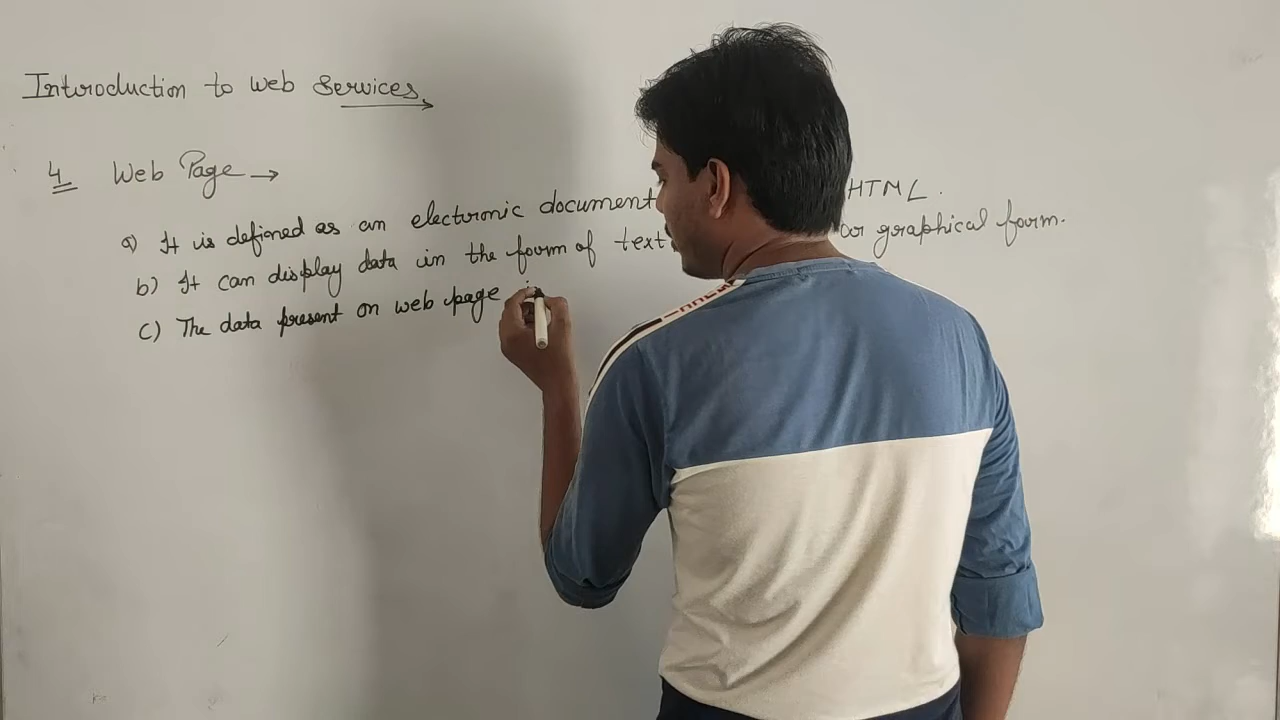 Introduction to Web Services
4 Web Page →
a) It is defined as an electronic document HTML.
b) It can display data in the form of text or graphical form.
c) The data present on web page